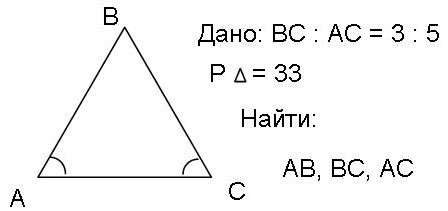 B
Дано: BC : AC = 3 : 5
P Δ = 33
Найти:
AB, BC, AC
A
C